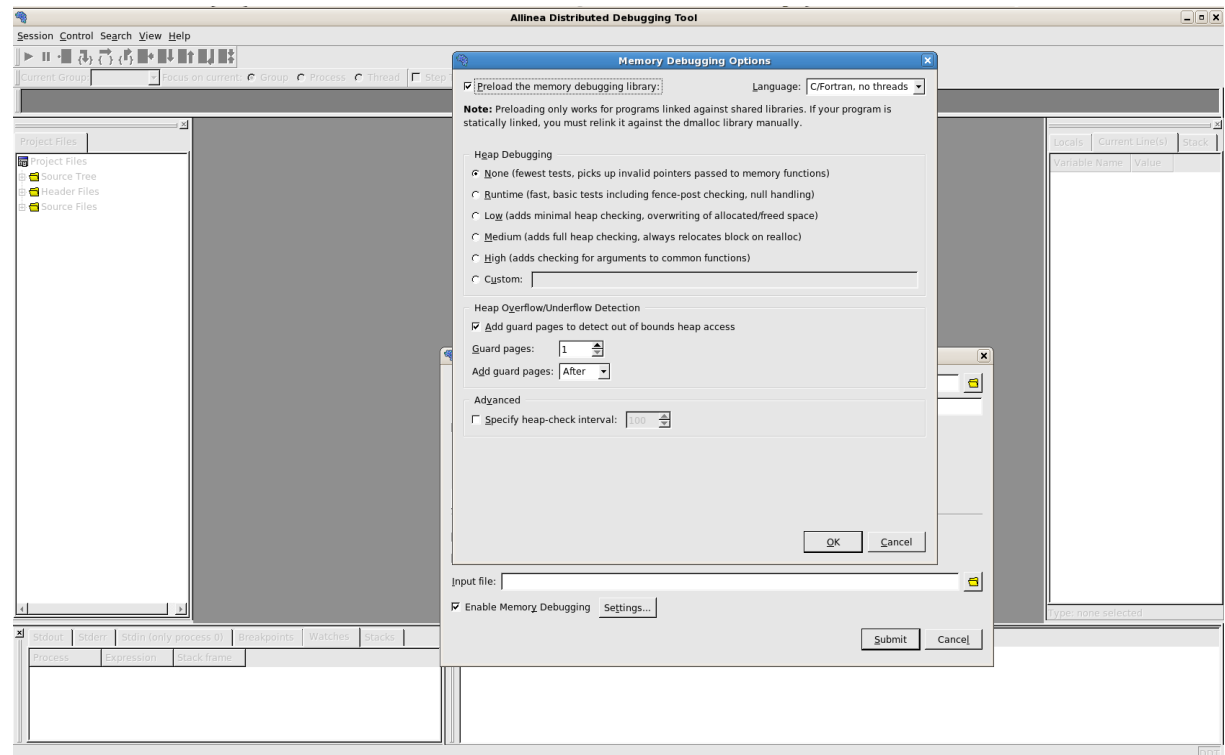 Allinea Distributed Debugging Tool
Session Control Search View Help
Current Group: Focus on current: Group Process Thread Step
Memory Debugging Options
Preload the memory debugging library: Language: C/Fortran, no threads
Note: Preloading only works for programs linked against shared libraries. If your program is
statically linked, you must relink it against the dmalloc library manually.
Heap Debugging
None (fewest tests, picks up invalid pointers passed to memory functions)
Runtime (fast, basic tests including fence-post checking, null handling)
Low (adds minimal heap checking, overwriting of allocated/freed space)
Medium (adds full heap checking, always relocates block on realloc)
High (adds checking for arguments to common functions)
Custom:
Heap Overflow/Underflow Detection
Add guard pages to detect out of bounds heap access
Guard pages: 1
Add guard pages: After
Advanced
Specify heap-check interval: 100
OK Cancel
Project Files
Project Files
Source Tree
Header Files
Source Files
Locals Current Line(s) Stack
Variable Name Value
Type: none selected
Input file:
Enable Memory Debugging Settings...
Submit Cancel
Stdout Stderr Stdin (only process 0) Breakpoints Watches Stacks
Process Expression Stack frame
DDT